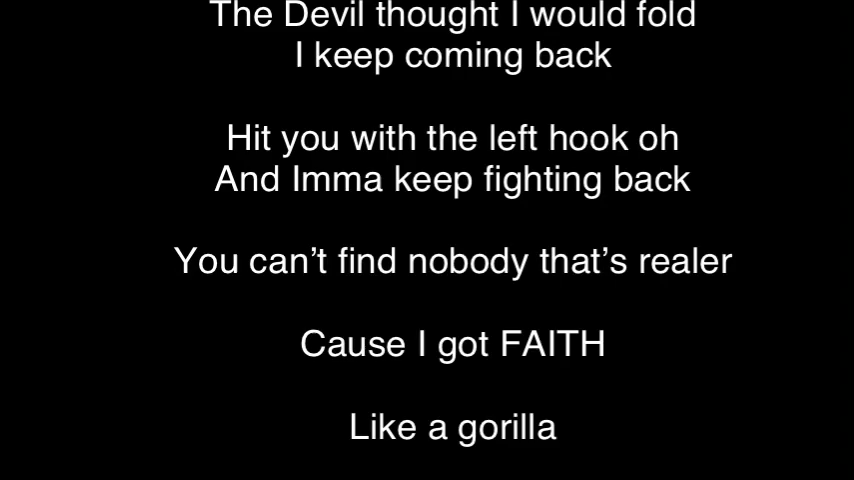 The Devil thought I would fold
I keep coming back
Hit you with the left hook oh
And Imma keep fighting back
You can’t find nobody that’s realer
Cause I got FAITH
Like a gorilla